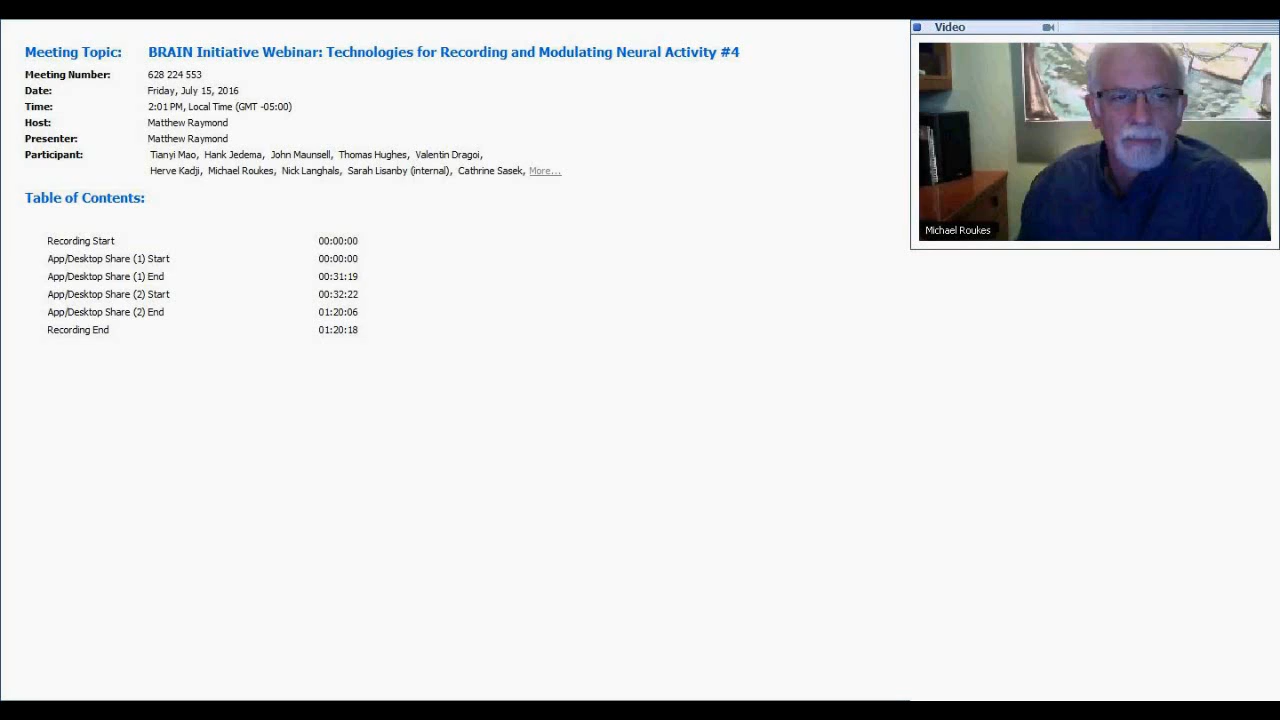 Meeting Topic: BRAIN Initiative Webinar: Technologies for Recording and Modulating Neural Activity #4
Meeting Number: 628 224 553
Date: Friday, July 15, 2016
Time: 2:01 PM, Local Time (GMT -05:00)
Host: Matthew Raymond
Presenter: Matthew Raymond
Participant: Tianyi Mao, Hank Jedema, John Maunsell, Thomas Hughes, Valentin Dragoi,
Herve Kadji, Michael Roukes, Nick Langhals, Sarah Lisanby (internal), Cathrine Sasek, More...
Table of Contents:
Recording Start 00:00:00
App/Desktop Share (1) Start 00:00:00
App/Desktop Share (1) End 00:31:19
App/Desktop Share (2) Start 00:32:22
App/Desktop Share (2) End 01:20:06
Recording End 01:20:18
Video
Michael Roukes